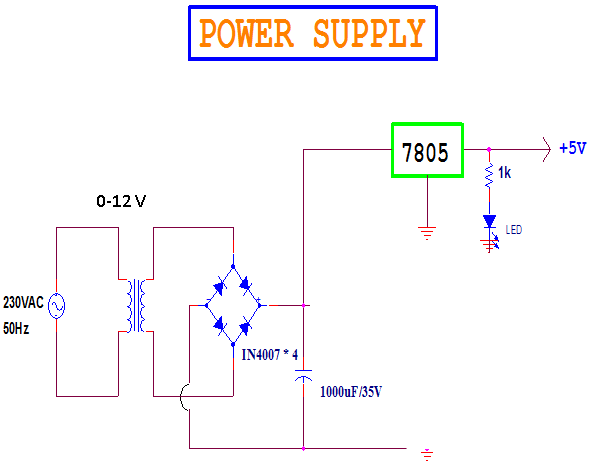 POWER SUPPLY
7805
+5V
1k
LED
0-12 V
230VAC
50Hz
- +
IN4007 * 4
1000uF/35V